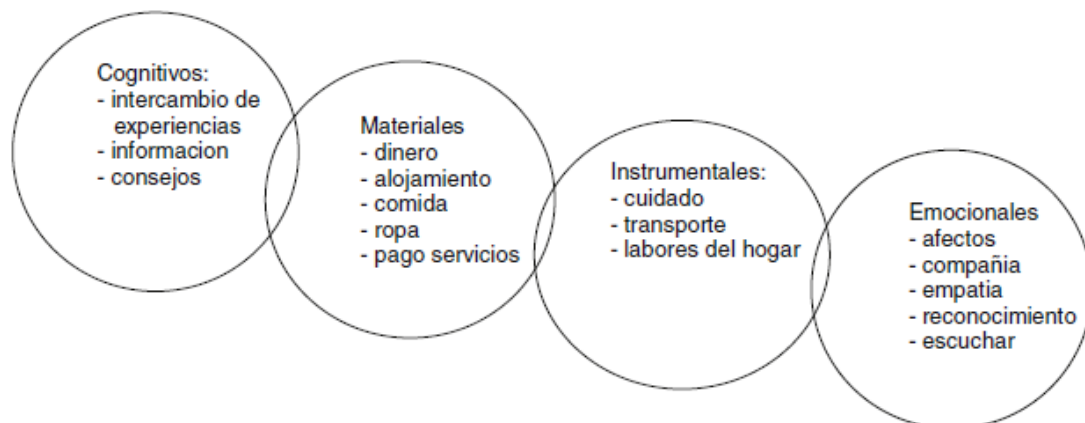 Cognitivos:
- intercambio de
experiencias
- informacion
- consejos
Materiales
- dinero
- alojamiento
- comida
- ropa
- pago servicios
Instrumentales:
- cuidado
- transporte
- labores del hogar
Emocionales
- afectos
- compañia
- empatia
- reconocimiento
- escuchar